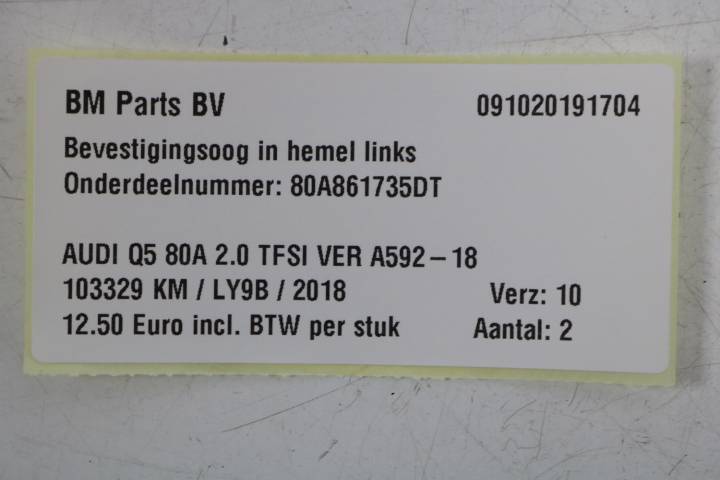 BM Parts BV 091020191704
Bevestigingsoog in hemel links
Onderdeelnummer: 80A861735DT
AUDI Q5 80A 2.0 TFSI VER A592-18
103329 KM / LY9B / 2018 Verz: 10
12.50 Euro incl. BTW per stuk Aantal: 2